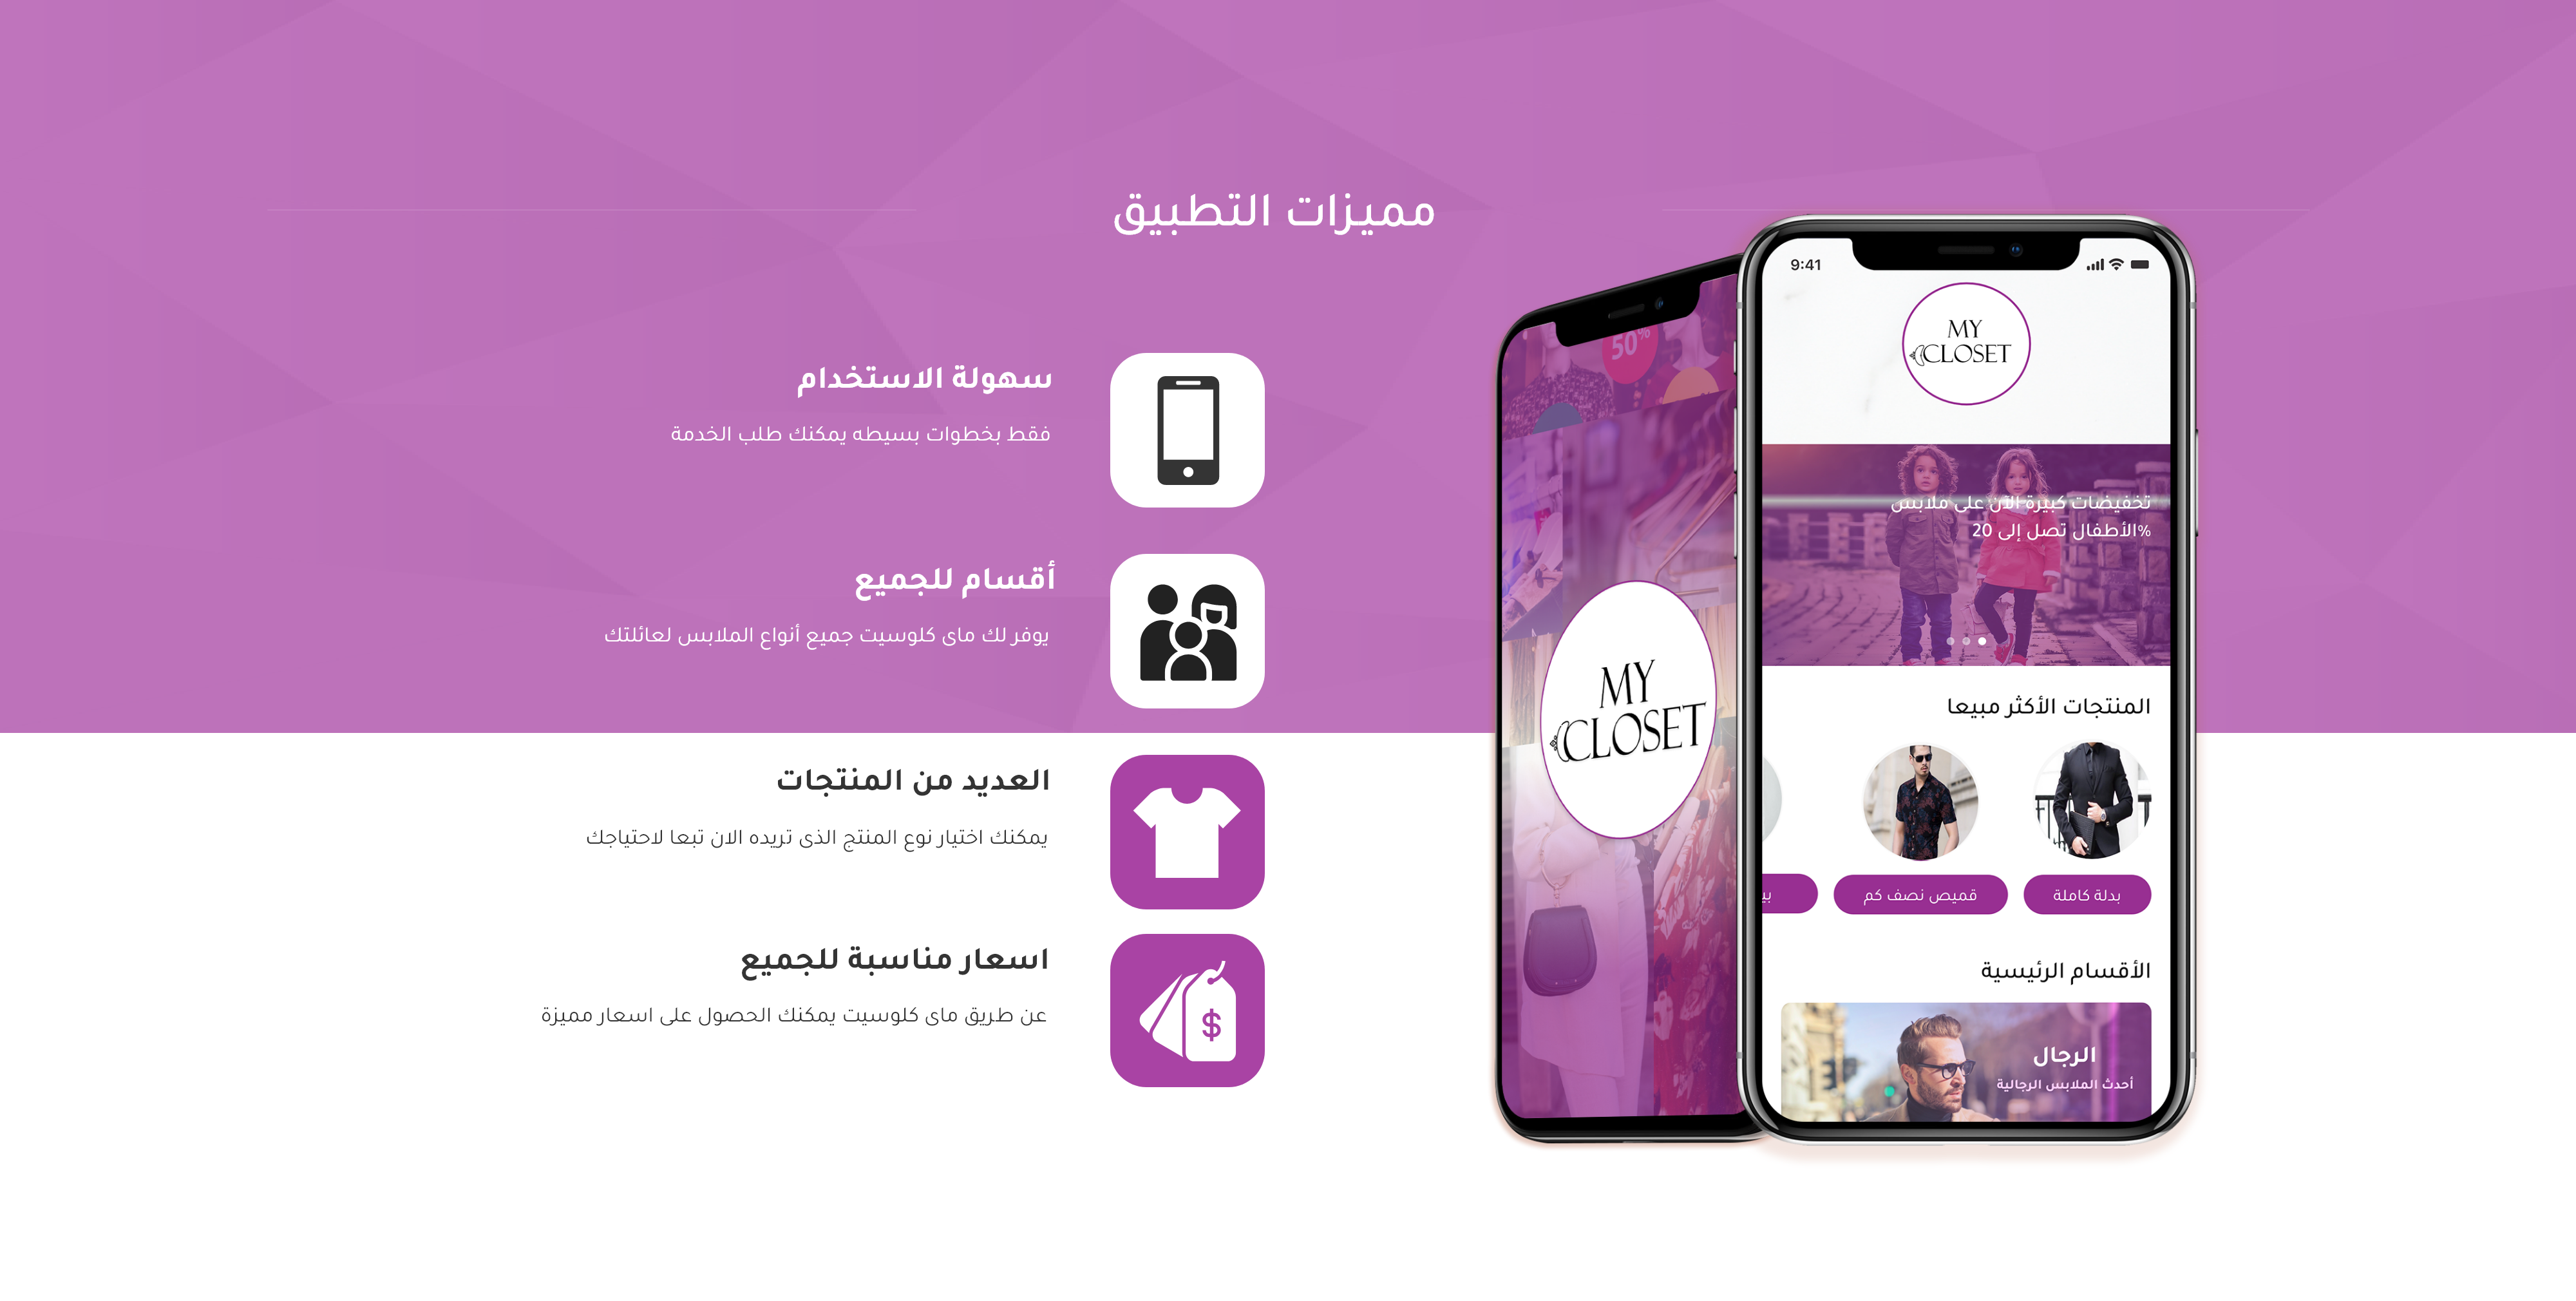 مميزات التطبيق
سهولة الاستخدام
فقط بخطوات بسيطه يمكنك طلب الخدمة
أقسام للجميع
يوفر لك ماى كلوسيت جميع أنواع الملابس لعائلتك
العديد من المنتجات
يمكنك اختيار نوع المنتج الذى تريده الان تبعا لاحتياجك
اسعار مناسبة للجميع
$
عن طريق ماى كلوسيت يمكنك الحصول على اسعار مميزة
50%
MY
CLOSET
9:41
MY
CLOSET
تخفيضات كبيرة الآن على ملابس
%الأطفال تصل إلى 20
المنتجات الأكثر مبيعا
بدلة كاملة
قميص نصف كم
الأقسام الرئيسية
الرجال
أحدث الملابس الرجالية